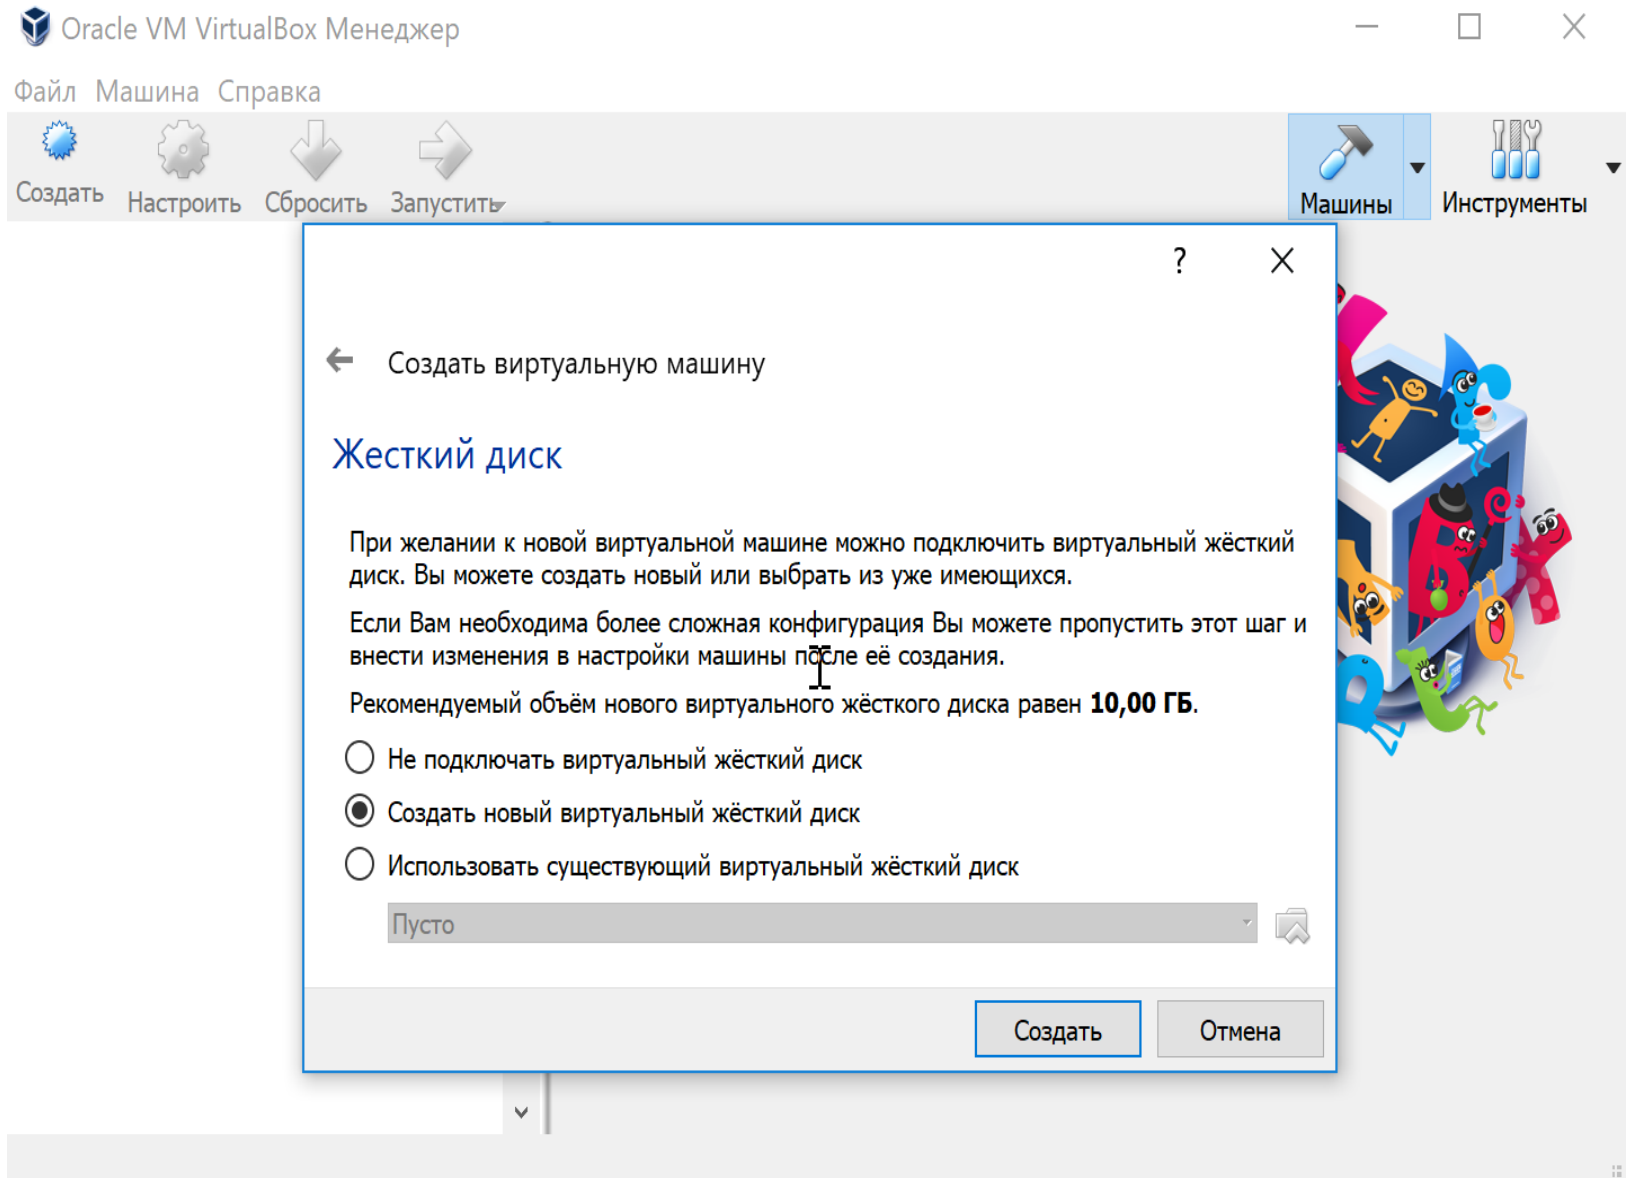 Oracle VM VirtualBox Менеджер
Файл Машина Справка
Создать Настроить Сбросить Запустить Машины Инструменты
?
Создать виртуальную машину
Жесткий диск
При желании к новой виртуальной машине можно подключить виртуальный жёсткий
диск. Вы можете создать новый или выбрать из уже имеющихся.
Если Вам необходима более сложная конфигурация Вы можете пропустить этот шаг и
внести изменения в настройки машины после её создания.
Рекомендуемый объём нового виртуального жёсткого диска равен 10,00 ГБ.
Не подключать виртуальный жёсткий диск
Создать новый виртуальный жёсткий диск
Использовать существующий виртуальный жёсткий диск
Пусто
Создать Отмена